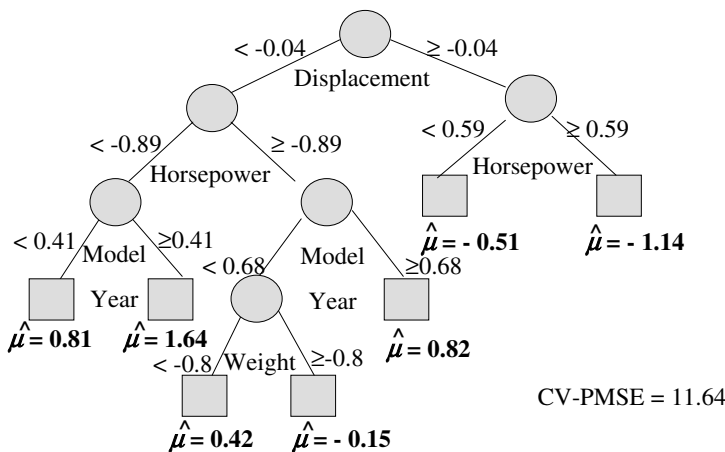 < -0.04
≥ -0.04
Displacement
< -0.89
≥ -0.89
Horsepower
< 0.59
≥ 0.59
Horsepower
< 0.41
≥0.41
Model
Year
< 0.68
≥0.68
Model
Year
μ̂ = - 0.51
μ̂ = - 1.14
μ̂ = 0.81
μ̂ = 1.64
μ̂ = 0.82
< -0.8
≥-0.8
Weight
μ̂ = 0.42
μ̂ = - 0.15
CV-PMSE = 11.64